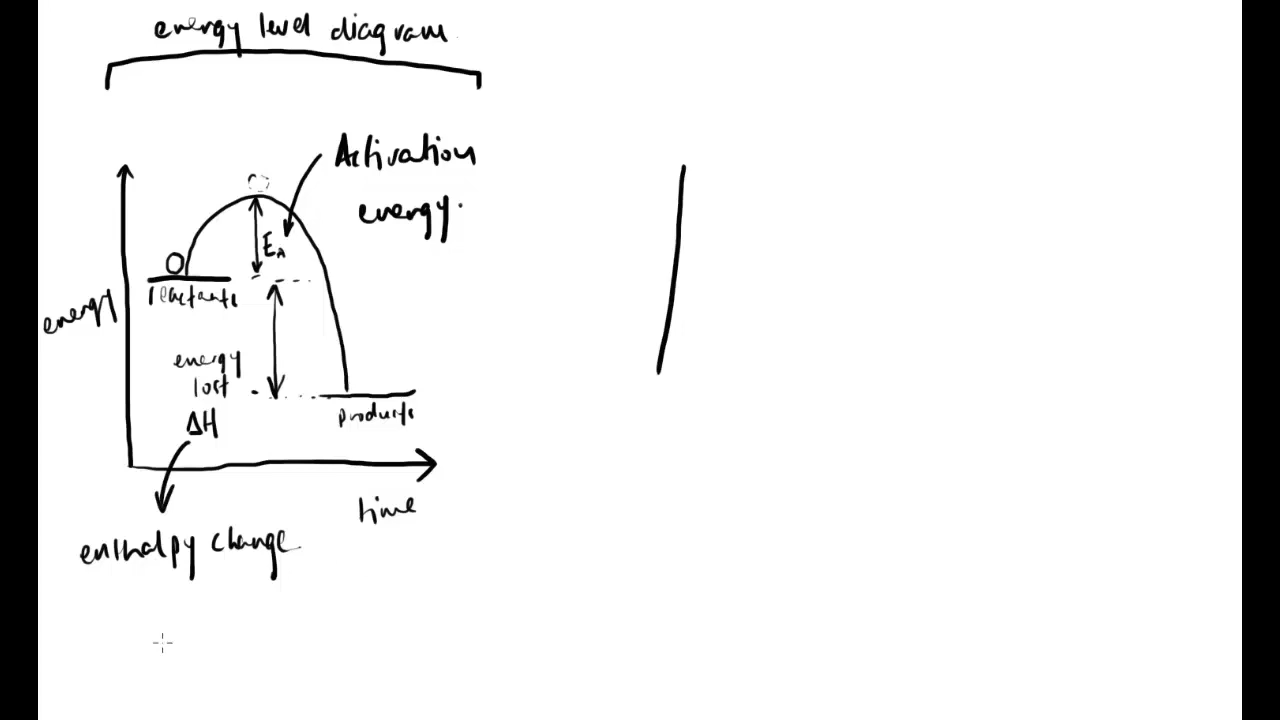 energy level diagram
Activation
energy.
EA
reactants
energy
energy
lost
ΔH
products
time
enthalpy change